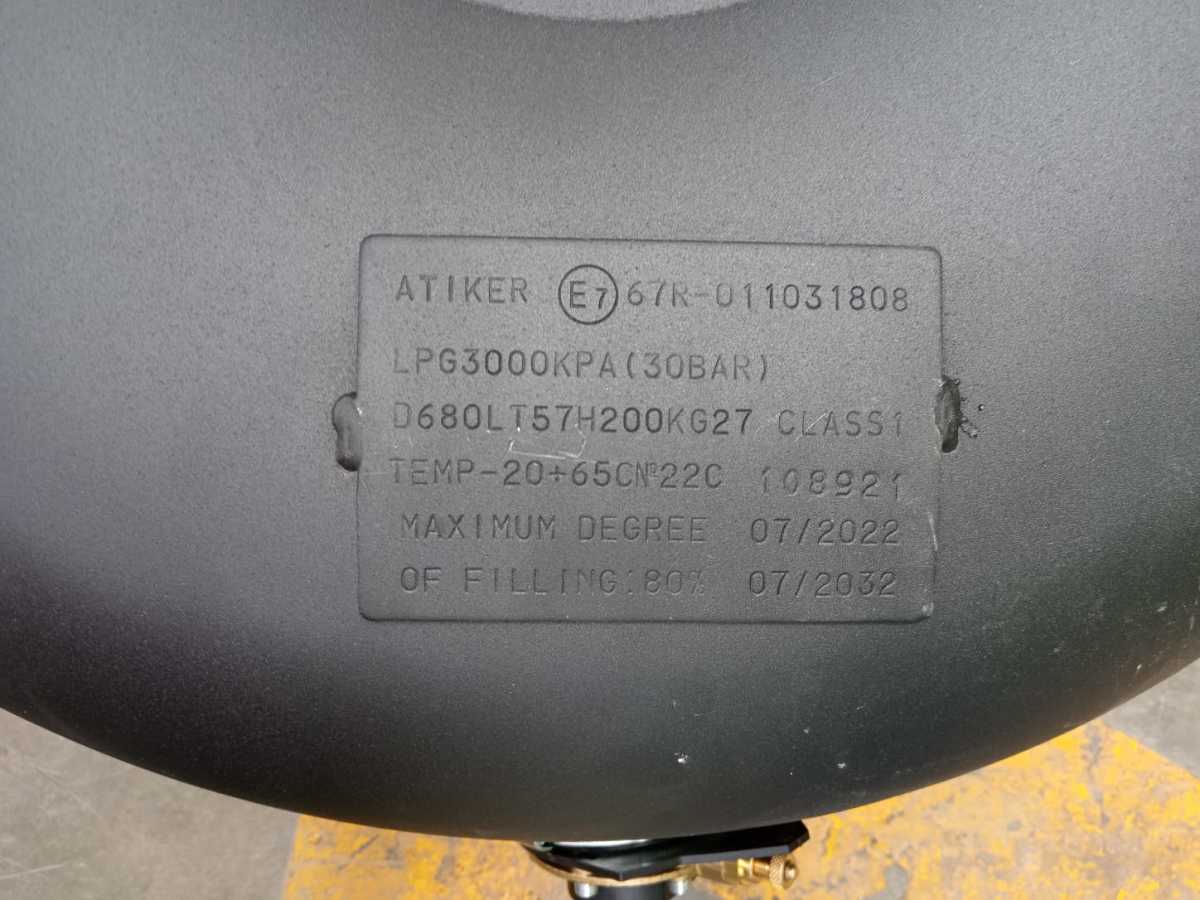 ATIKER E7 67R-011031808
LPG3000KPA(30BAR)
D680LT57H200KG27 CLASS1
TEMP-20+65CNº22C 108921
MAXIMUM DEGREE 07/2022
OF FILLING:80% 07/2032